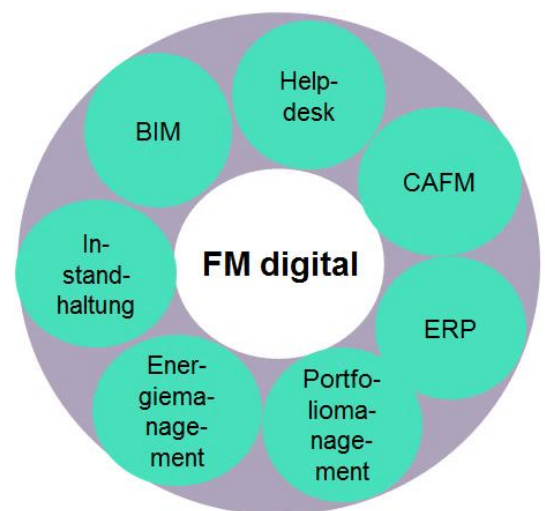 Help-
desk
BIM
CAFM
In-
stand-
haltung
FM digital
ERP
Ener-
giema-
nage-
ment
Portfo-
lioma-
nage-
ment